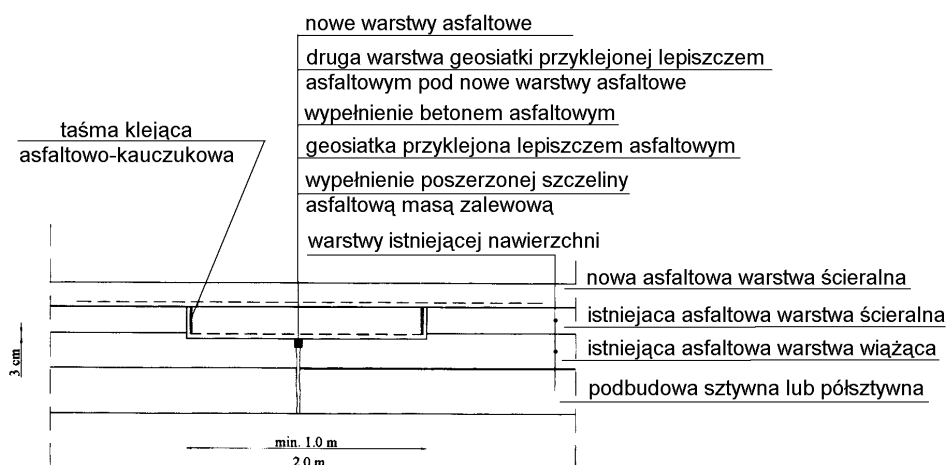 nowe warstwy asfaltowe
druga warstwa geosiatki przyklejonej lepiszczem
asfaltowym pod nowe warstwy asfaltowe
wypełnienie betonem asfaltowym
taśma klejąca
asfaltowo-kauczukowa
geosiatka przyklejona lepiszczem asfaltowym
wypełnienie poszerzonej szczeliny
asfaltową masą zalewową
warstwy istniejącej nawierzchni
nowa asfaltowa warstwa ścieralna
istniejaca asfaltowa warstwa ścieralna
istniejąca asfaltowa warstwa wiążąca
3 cm
podbudowa sztywna lub półsztywna
min. 1.0 m
2.0 m